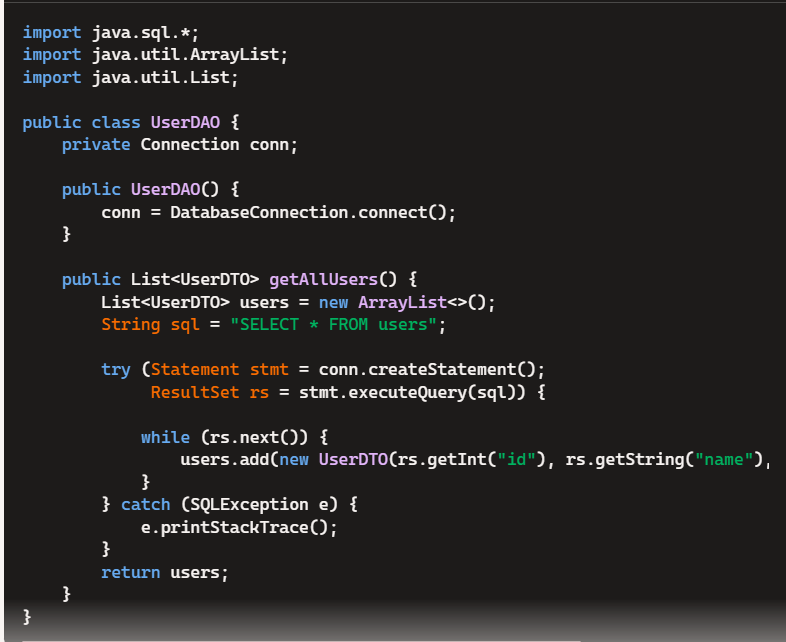 import java.sql.*;
import java.util.ArrayList;
import java.util.List;

public class UserDAO {
    private Connection conn;

    public UserDAO() {
        conn = DatabaseConnection.connect();
    }

    public List<UserDTO> getAllUsers() {
        List<UserDTO> users = new ArrayList<>();
        String sql = "SELECT * FROM users";

        try (Statement stmt = conn.createStatement();
             ResultSet rs = stmt.executeQuery(sql)) {

            while (rs.next()) {
                users.add(new UserDTO(rs.getInt("id"), rs.getString("name"),
            }
        } catch (SQLException e) {
            e.printStackTrace();
        }
        return users;
    }
}